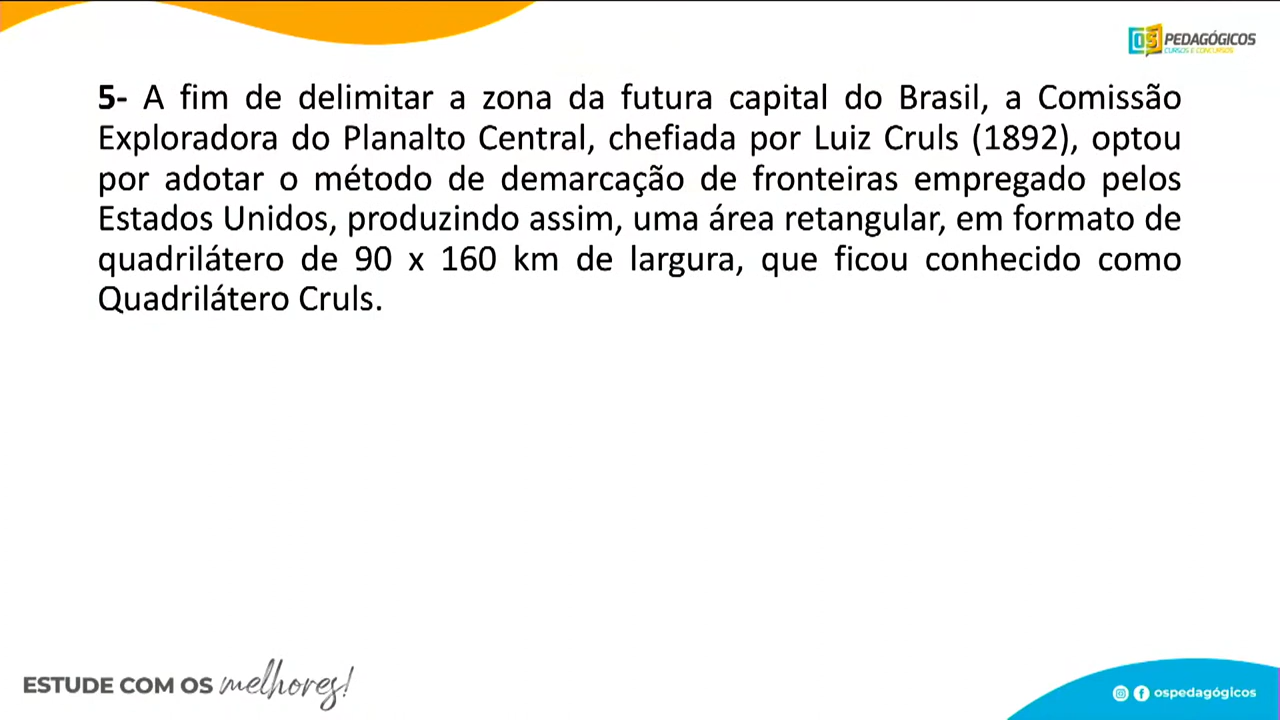 OS PEDAGÓGICOS
CURSOS E CONCURSOS
5- A fim de delimitar a zona da futura capital do Brasil, a Comissão
Exploradora do Planalto Central, chefiada por Luiz Cruls (1892), optou
por adotar o método de demarcação de fronteiras empregado pelos
Estados Unidos, produzindo assim, uma área retangular, em formato de
quadrilátero de 90 x 160 km de largura, que ficou conhecido como
Quadrilátero Cruls.
ESTUDE COM OS melhores!
ospedagógicos